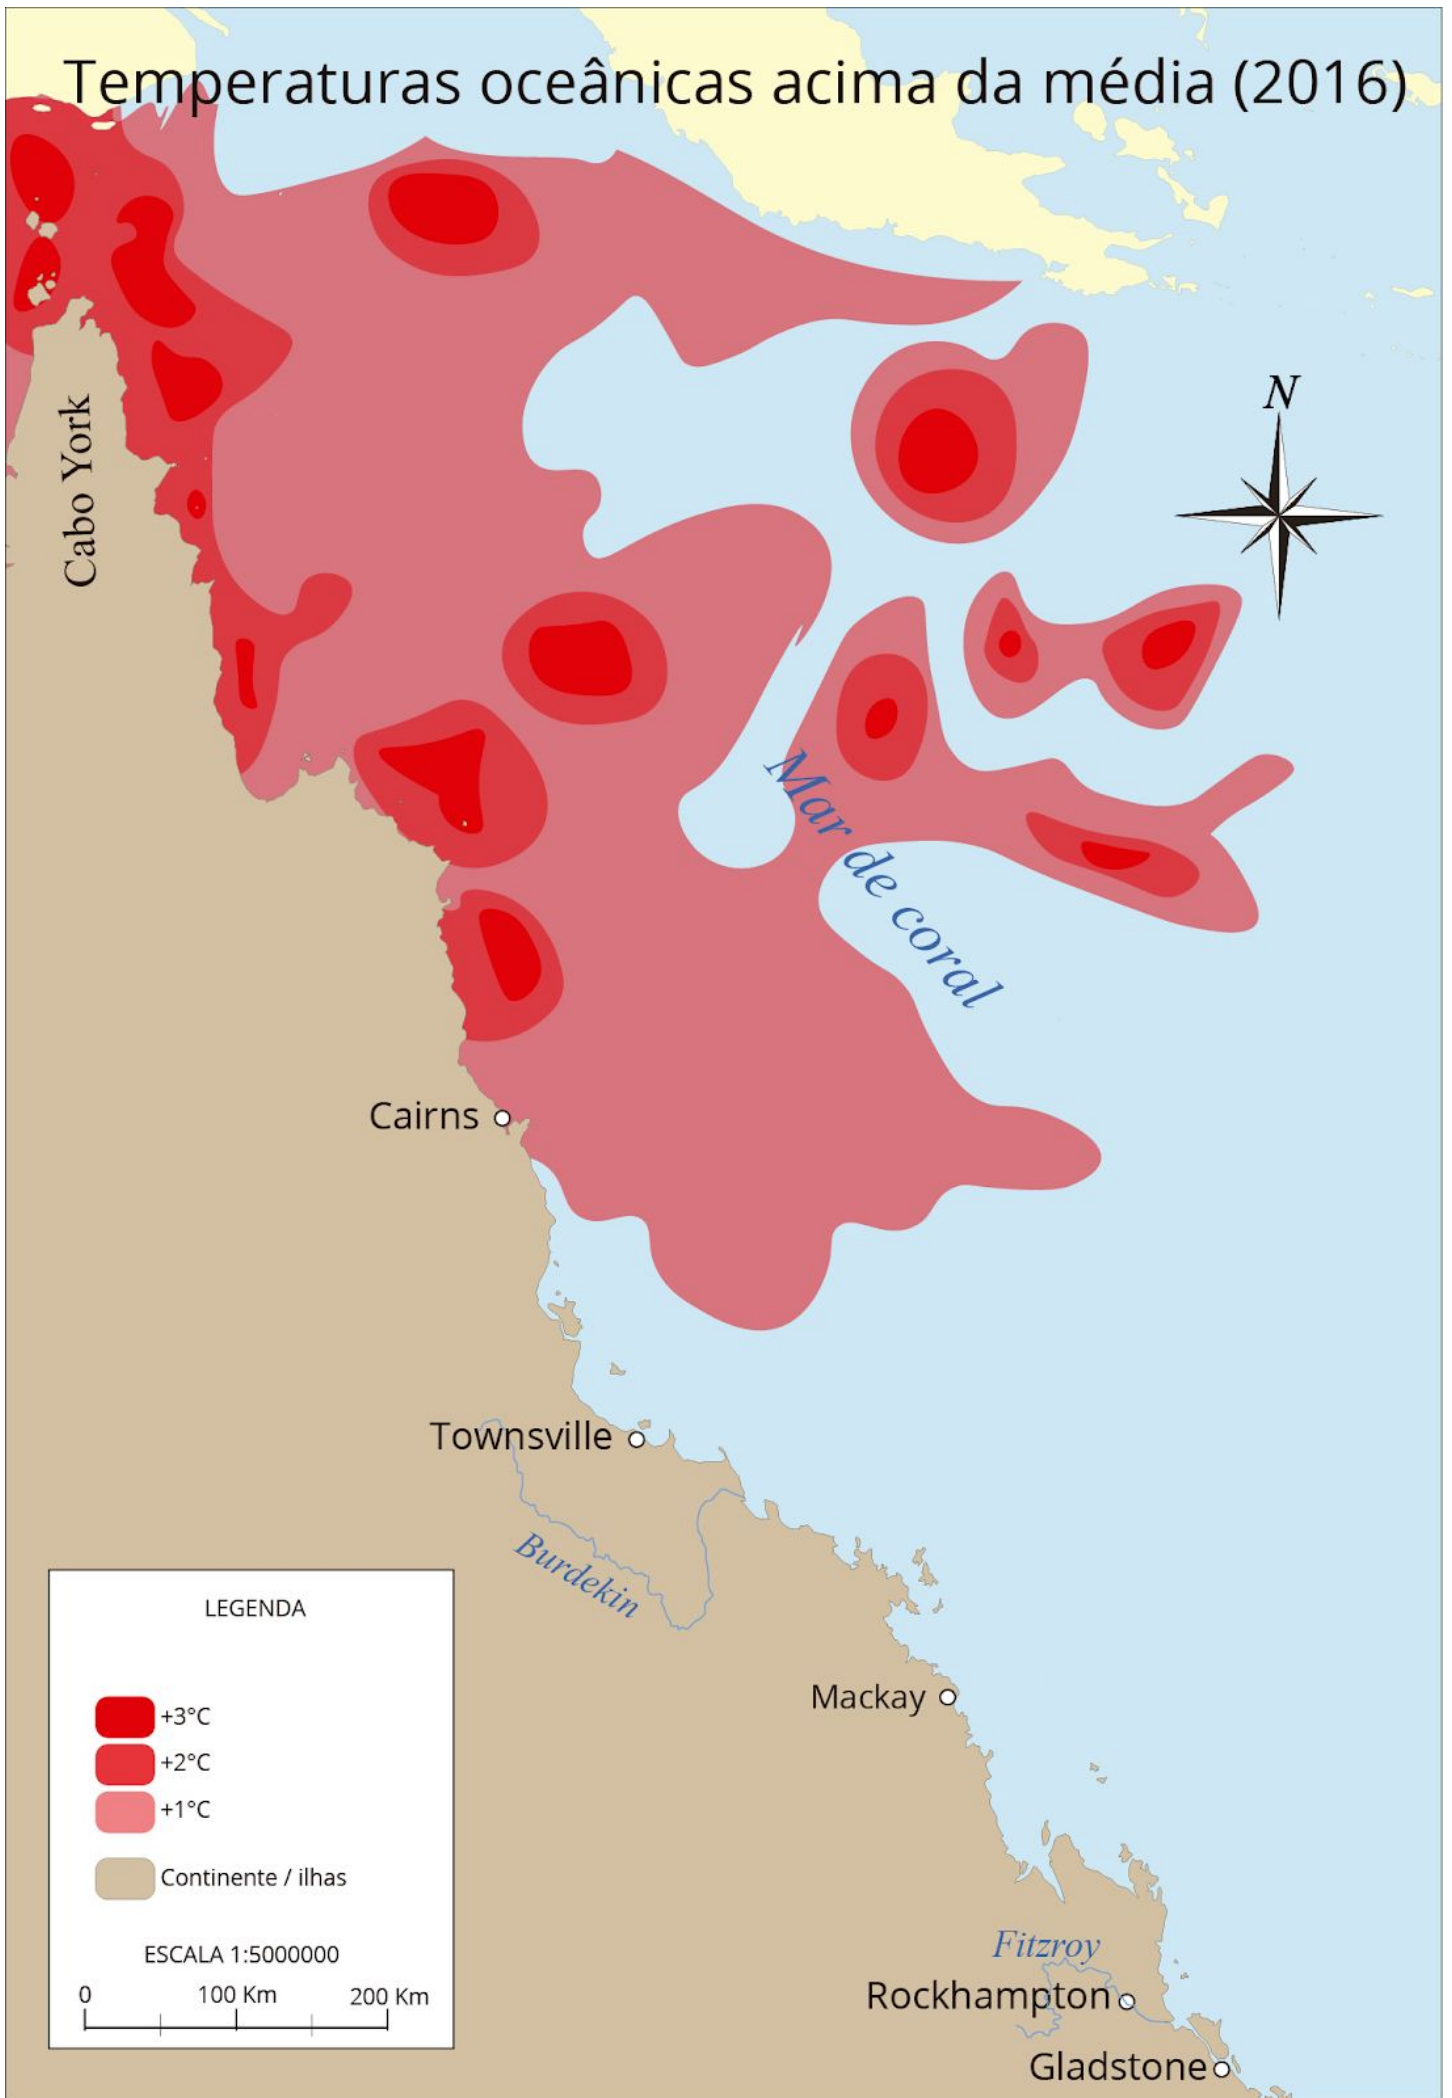 Temperaturas oceânicas acima da média (2016)
N
Cabo York
Mar de coral
Cairns
Townsville
Burdekin
LEGENDA
+3°C
+2°C
+1°C
Continente / ilhas
ESCALA 1:5000000
0 100 Km 200 Km
Mackay
Fitzroy
Rockhampton
Gladstone